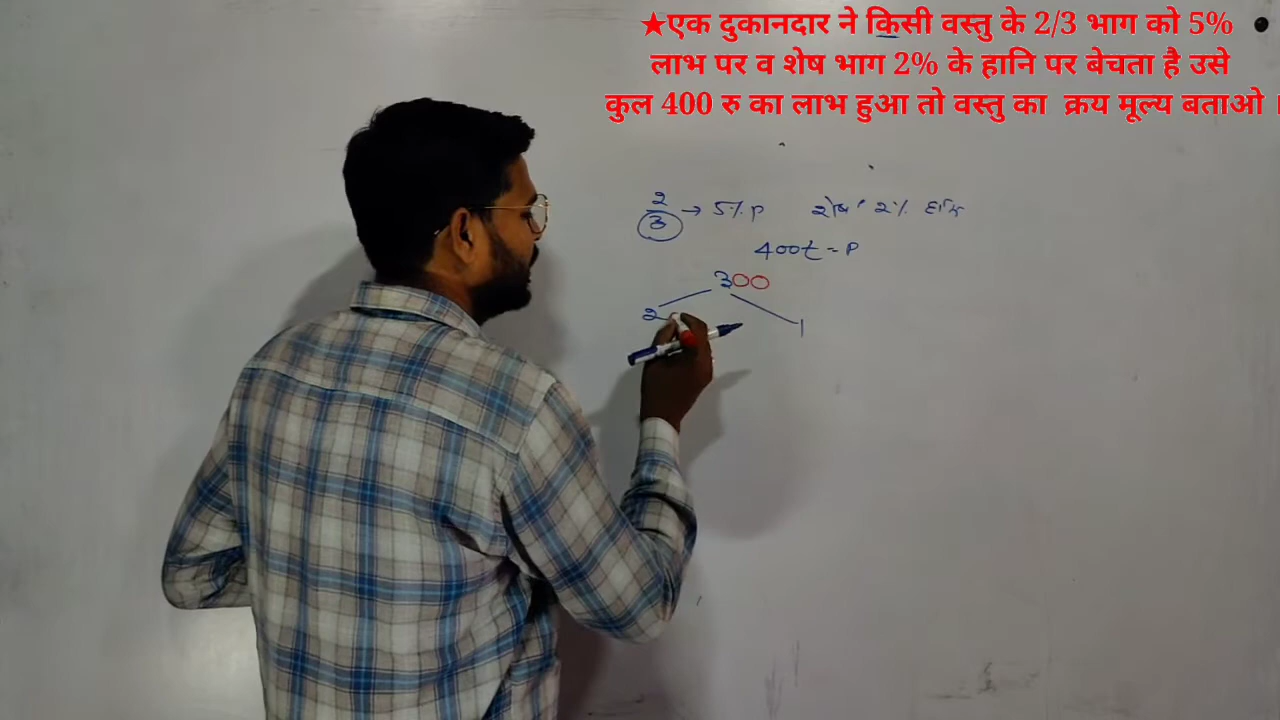 ★एक दुकानदार ने किसी वस्तु के 2/3 भाग को 5%
लाभ पर व शेष भाग 2% के हानि पर बेचता है उसे
कुल 400 रु का लाभ हुआ तो वस्तु का क्रय मूल्य बताओ ।
2/3 → 5% P शेष 2% हानि
400₹ = P
300
2 1